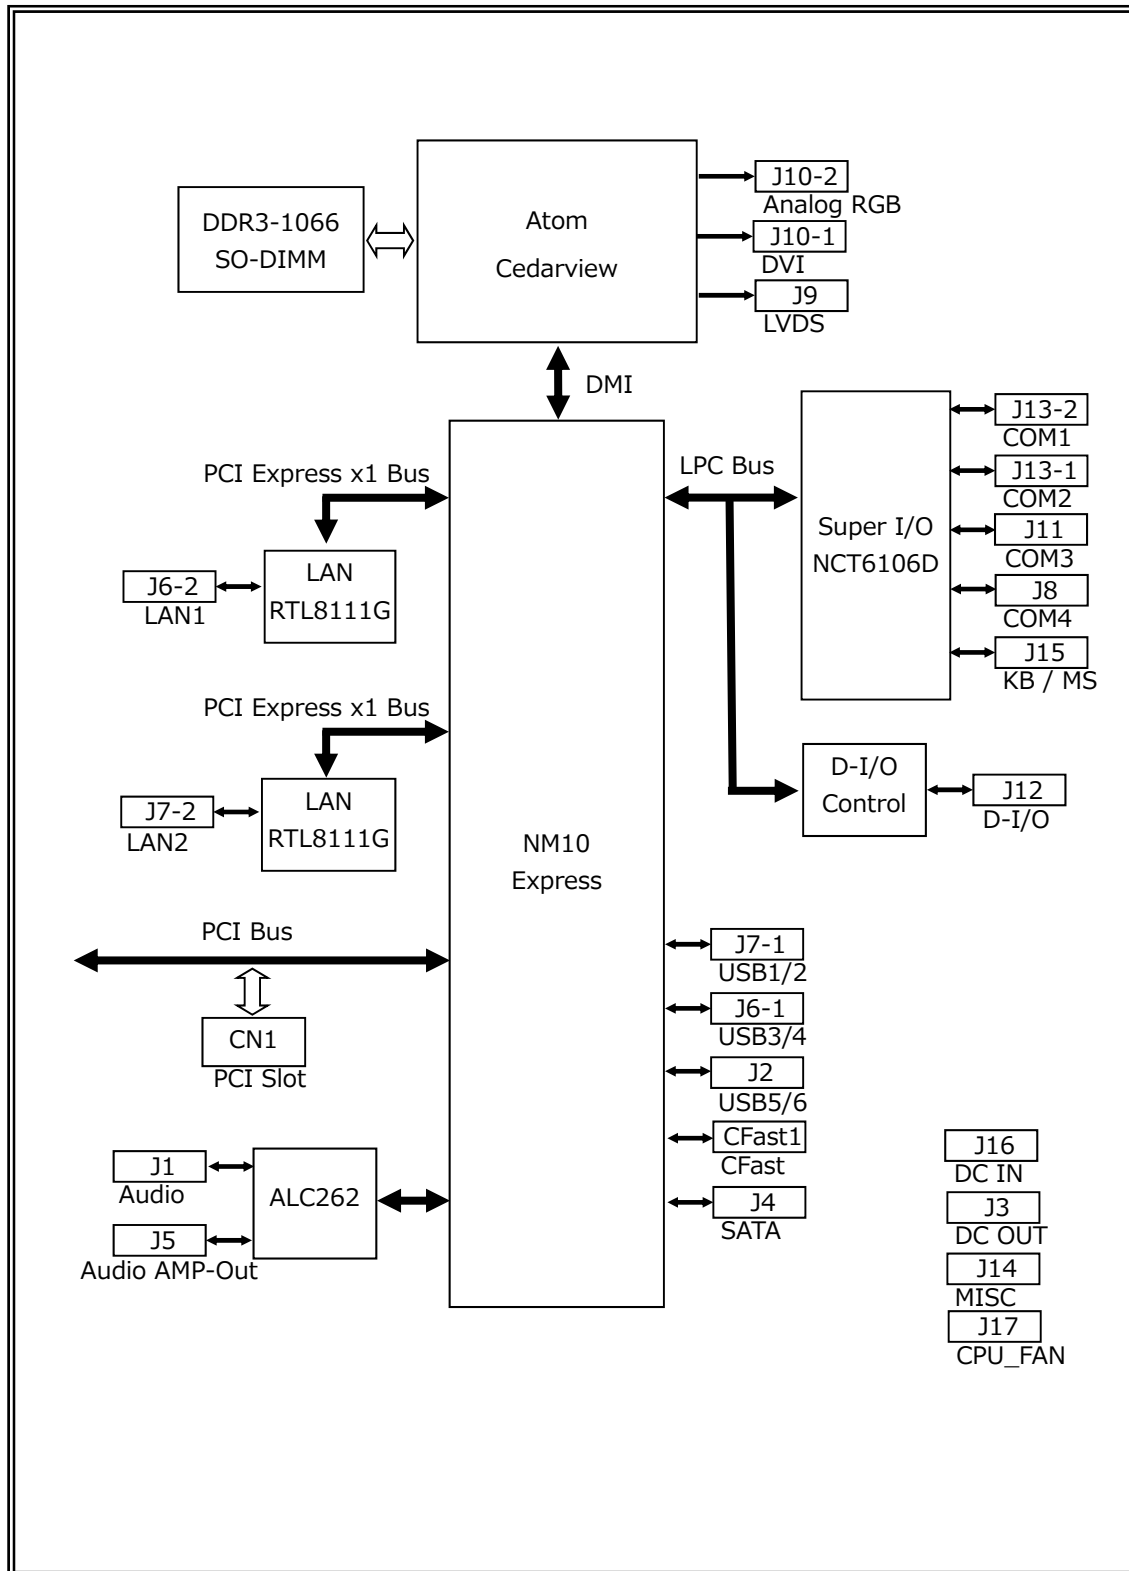 DDR3-1066
SO-DIMM
Atom
Cedarview
J10-2
Analog RGB
J10-1
DVI
J9
LVDS
DMI
PCI Express x1 Bus
LPC Bus
J13-2
COM1
J13-1
COM2
J11
COM3
J8
COM4
J15
KB / MS
Super I/O
NCT6106D
J6-2
LAN1
LAN
RTL8111G
PCI Express x1 Bus
J7-2
LAN2
LAN
RTL8111G
D-I/O
Control
J12
D-I/O
NM10
Express
PCI Bus
CN1
PCI Slot
J7-1
USB1/2
J6-1
USB3/4
J2
USB5/6
CFast1
CFast
J4
SATA
J1
Audio
J5
Audio AMP-Out
ALC262
J16
DC IN
J3
DC OUT
J14
MISC
J17
CPU_FAN